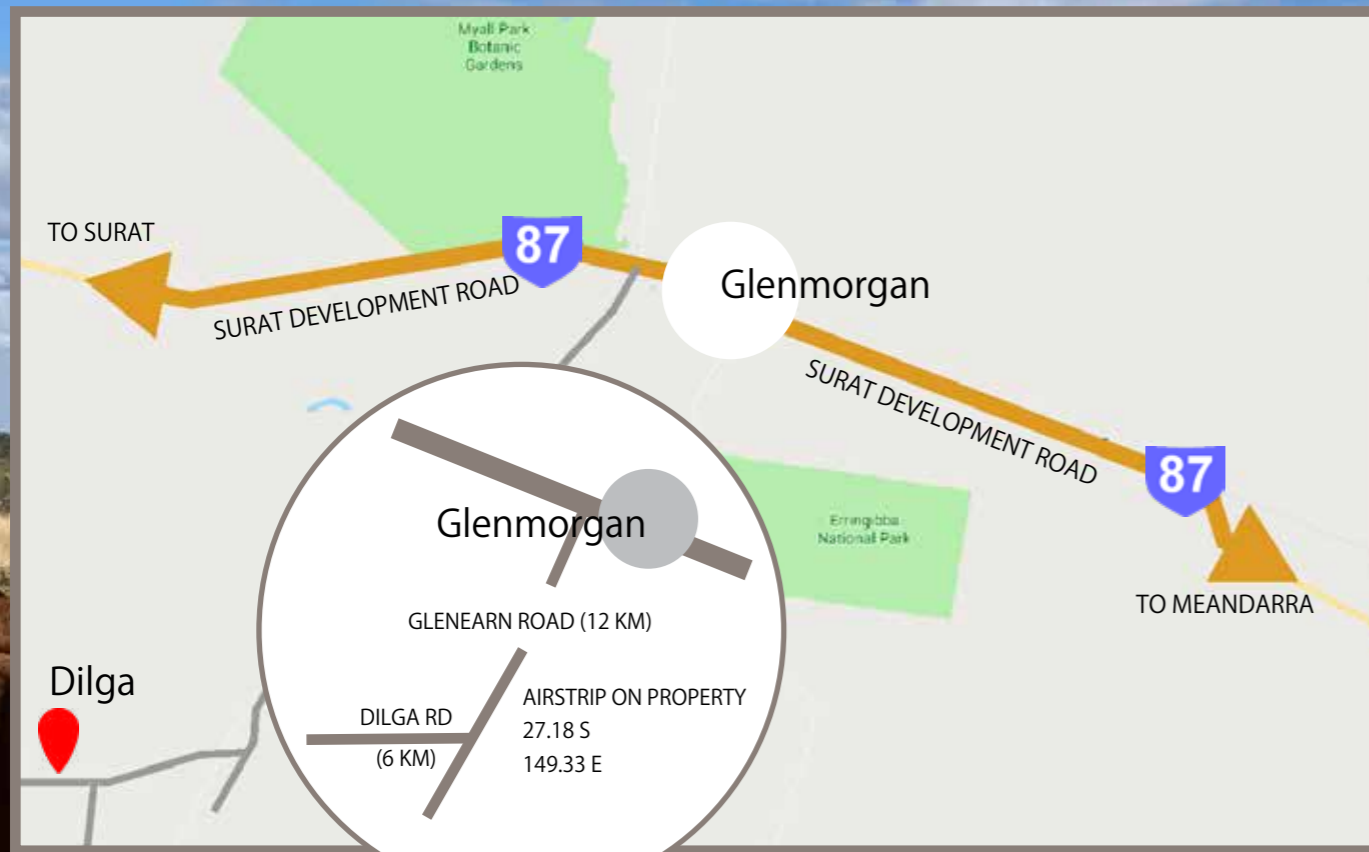 Myall Park
Botanic
Gardens
TO SURAT
87
SURAT DEVELOPMENT ROAD
Glenmorgan
SURAT DEVELOPMENT ROAD
87
Erringibba
National Park
TO MEANDARRA
Glenmorgan
GLENEARN ROAD (12 KM)
Dilga
DILGA RD
(6 KM)
AIRSTRIP ON PROPERTY
27.18 S
149.33 E